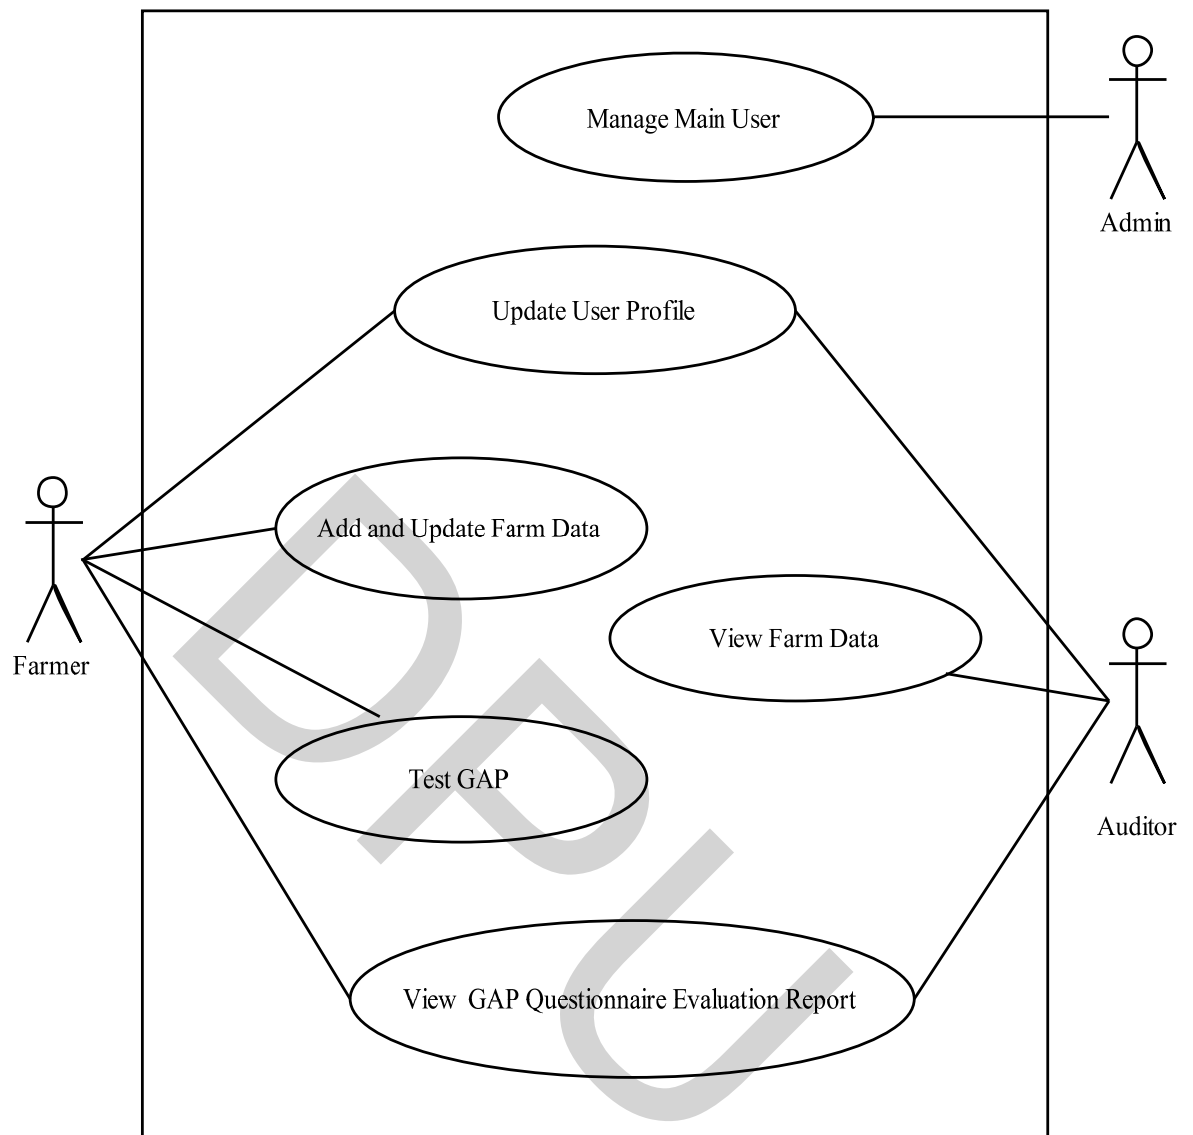 Manage Main User
Admin
Update User Profile
Add and Update Farm Data
View Farm Data
Farmer
Test GAP
Auditor
View GAP Questionnaire Evaluation Report
DPU